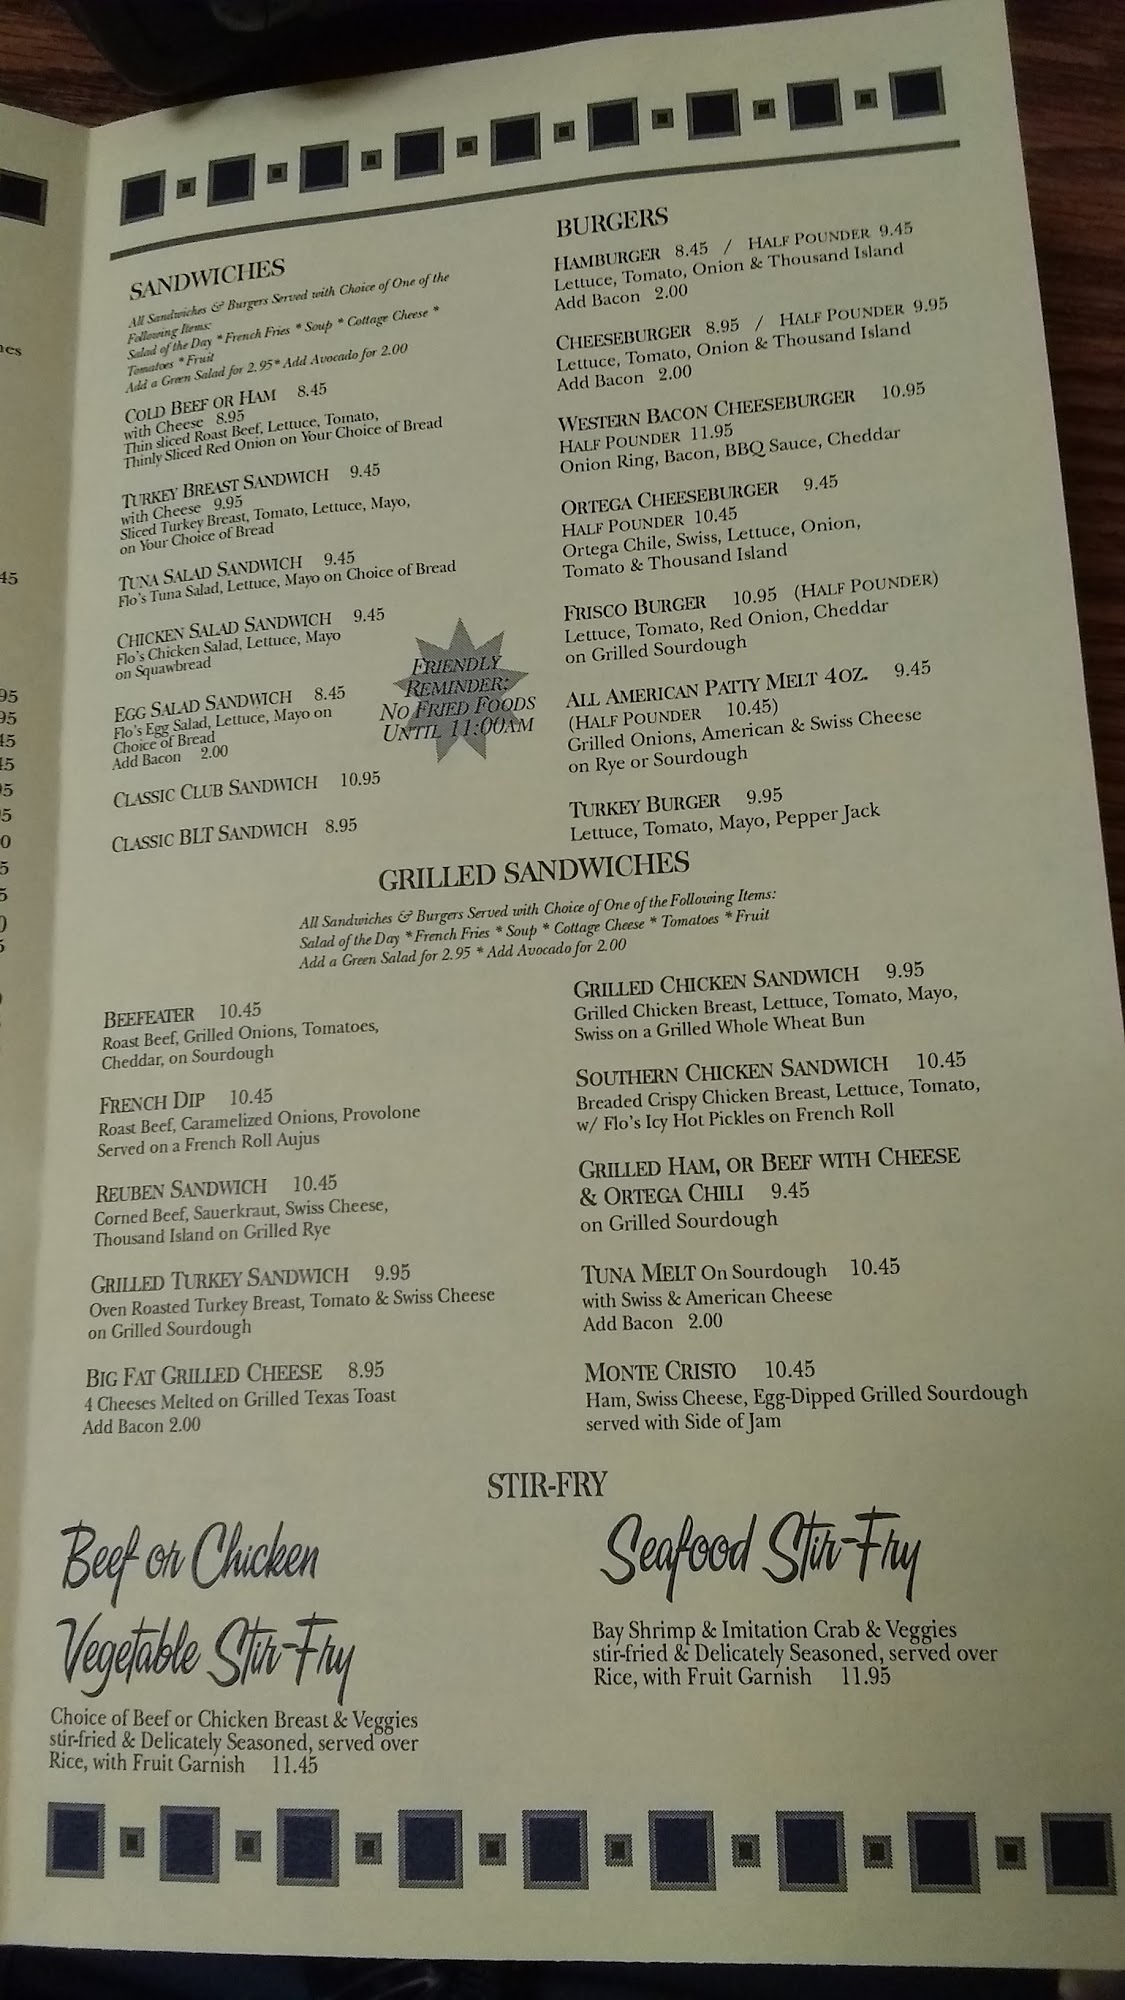 SANDWICHES
All Sandwiches & Burgers Served with Choice of One of the
Following Items:
Salad of the Day * French Fries * Soup * Cottage Cheese *
Tomatoes * Fruit
Add a Green Salad for 2.95* Add Avocado for 2.00
COLD BEEF OR HAM 8.45
with Cheese 8.95
Thin sliced Roast Beef, Lettuce, Tomato,
Thinly Sliced Red Onion on Your Choice of Bread
TURKEY BREAST SANDWICH 9.45
with Cheese 9.95
Sliced Turkey Breast, Tomato, Lettuce, Mayo,
on Your Choice of Bread
TUNA SALAD SANDWICH 9.45
Flo's Tuna Salad, Lettuce, Mayo on Choice of Bread
CHICKEN SALAD SANDWICH 9.45
Flo's Chicken Salad, Lettuce, Mayo
on Squawbread
EGG SALAD SANDWICH 8.45
Flo's Egg Salad, Lettuce, Mayo on
Choice of Bread
Add Bacon 2.00
CLASSIC CLUB SANDWICH 10.95
CLASSIC BLT SANDWICH 8.95
FRIENDLY
REMINDER:
NO FRIED FOODS
UNTIL 11:00AM
BURGERS
HAMBURGER 8.45 / HALF POUNDER 9.45
Lettuce, Tomato, Onion & Thousand Island
Add Bacon 2.00
CHEESEBURGER 8.95 / HALF POUNDER 9.95
Lettuce, Tomato, Onion & Thousand Island
Add Bacon 2.00
WESTERN BACON CHEESEBURGER 10.95
HALF POUNDER 11.95
Onion Ring, Bacon, BBQ Sauce, Cheddar
ORTEGA CHEESEBURGER 9.45
HALF POUNDER 10.45
Ortega Chile, Swiss, Lettuce, Onion,
Tomato & Thousand Island
FRISCO BURGER 10.95 (HALF POUNDER)
Lettuce, Tomato, Red Onion, Cheddar
on Grilled Sourdough
ALL AMERICAN PATTY MELT 4OZ. 9.45
(HALF POUNDER 10.45)
Grilled Onions, American & Swiss Cheese
on Rye or Sourdough
TURKEY BURGER 9.95
Lettuce, Tomato, Mayo, Pepper Jack
GRILLED SANDWICHES
All Sandwiches & Burgers Served with Choice of One of the Following Items:
Salad of the Day * French Fries * Soup * Cottage Cheese * Tomatoes * Fruit
Add a Green Salad for 2.95 * Add Avocado for 2.00
BEEFEATER 10.45
Roast Beef, Grilled Onions, Tomatoes,
Cheddar, on Sourdough
FRENCH DIP 10.45
Roast Beef, Caramelized Onions, Provolone
Served on a French Roll Aujus
REUBEN SANDWICH 10.45
Corned Beef, Sauerkraut, Swiss Cheese,
Thousand Island on Grilled Rye
GRILLED TURKEY SANDWICH 9.95
Oven Roasted Turkey Breast, Tomato & Swiss Cheese
on Grilled Sourdough
BIG FAT GRILLED CHEESE 8.95
4 Cheeses Melted on Grilled Texas Toast
Add Bacon 2.00
GRILLED CHICKEN SANDWICH 9.95
Grilled Chicken Breast, Lettuce, Tomato, Mayo,
Swiss on a Grilled Whole Wheat Bun
SOUTHERN CHICKEN SANDWICH 10.45
Breaded Crispy Chicken Breast, Lettuce, Tomato,
w/ Flo's Icy Hot Pickles on French Roll
GRILLED HAM, OR BEEF WITH CHEESE
& ORTEGA CHILI 9.45
on Grilled Sourdough
TUNA MELT On Sourdough 10.45
with Swiss & American Cheese
Add Bacon 2.00
MONTE CRISTO 10.45
Ham, Swiss Cheese, Egg-Dipped Grilled Sourdough
served with Side of Jam
STIR-FRY
Beef or Chicken
Vegetable Stir-Fry
Choice of Beef or Chicken Breast & Veggies
stir-fried & Delicately Seasoned, served over
Rice, with Fruit Garnish 11.45
Seafood Stir-Fry
Bay Shrimp & Imitation Crab & Veggies
stir-fried & Delicately Seasoned, served over
Rice, with Fruit Garnish 11.95